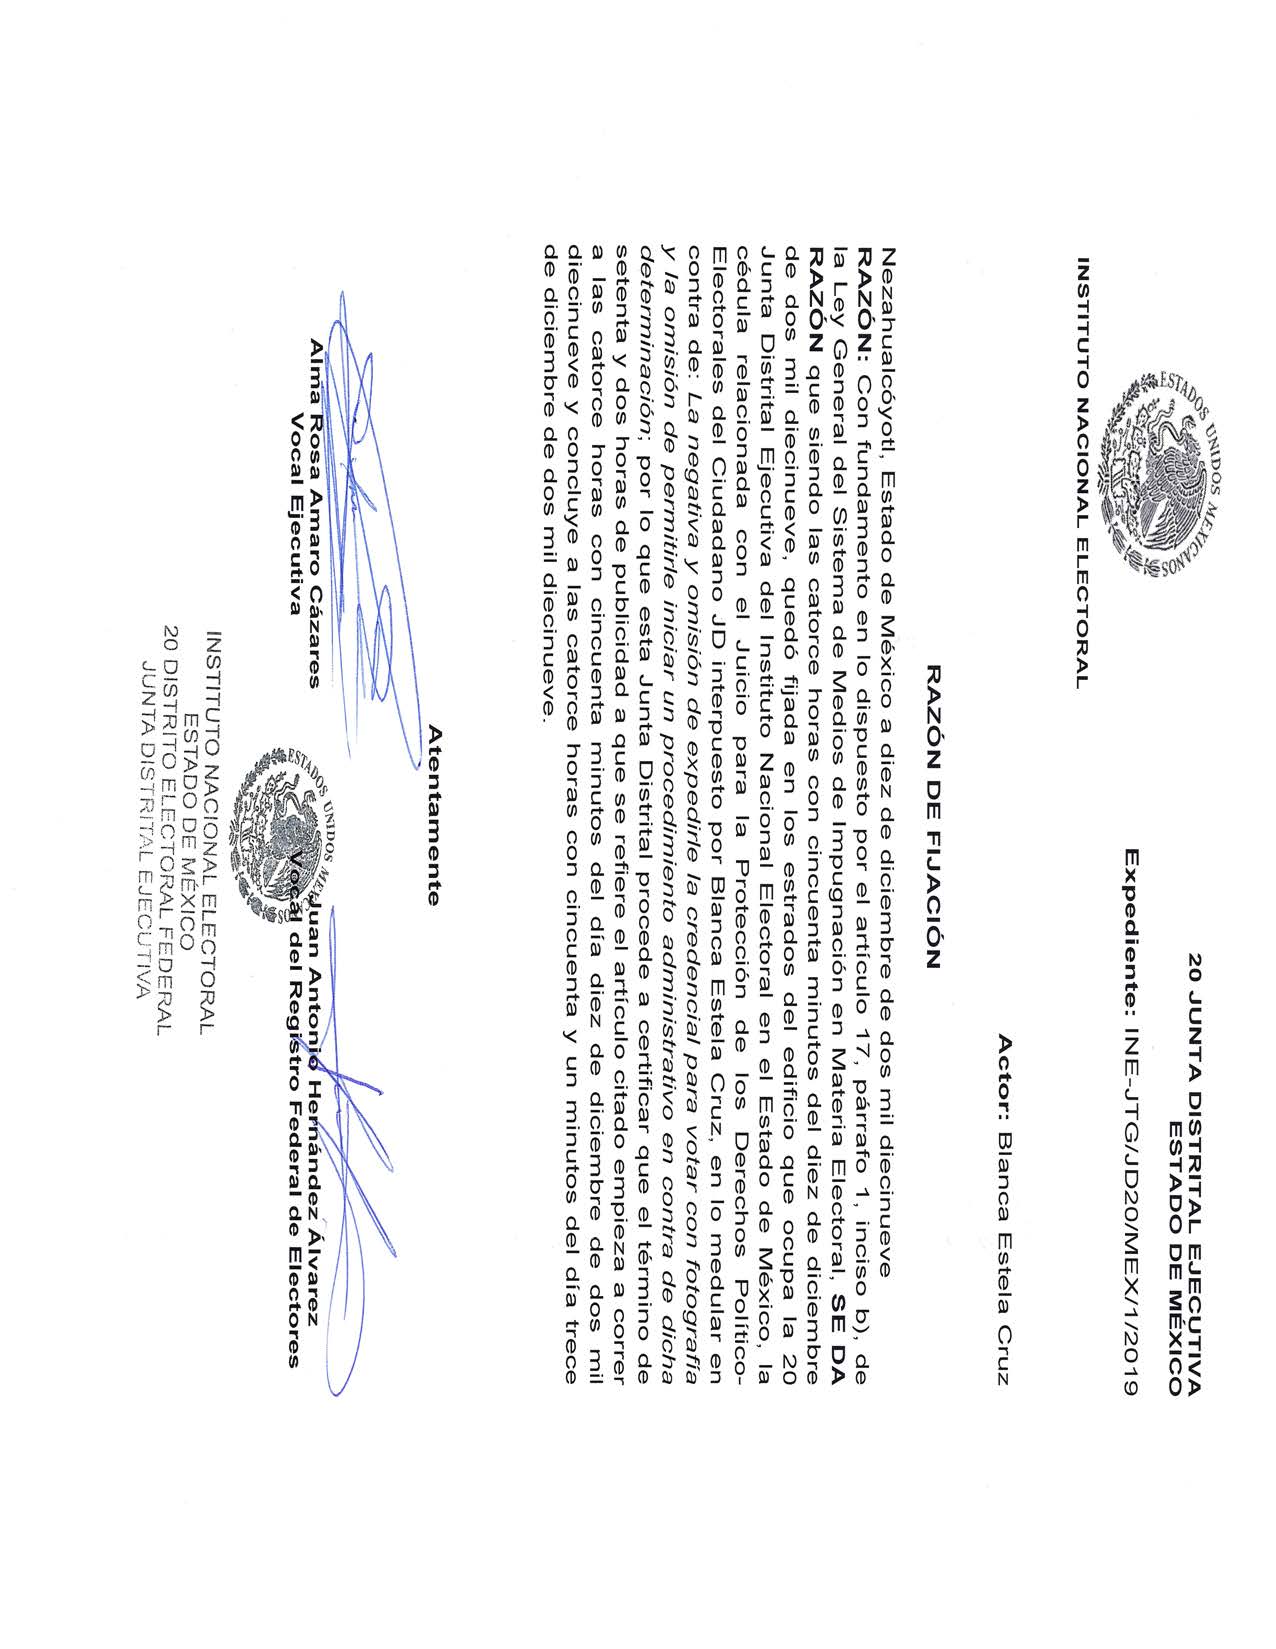 ESTADOS UNIDOS MEXICANOS
INSTITUTO NACIONAL ELECTORAL
20 JUNTA DISTRITAL EJECUTIVA
ESTADO DE MÉXICO
Expediente: INE-JTG/JD20/MEX/1/2019
Actor: Blanca Estela Cruz
RAZÓN DE FIJACIÓN
Nezahualcóyotl, Estado de México a diez de diciembre de dos mil diecinueve
RAZÓN: Con fundamento en lo dispuesto por el artículo 17, párrafo 1, inciso b), de
la Ley General del Sistema de Medios de Impugnación en Materia Electoral, SE DA
RAZÓN que siendo las catorce horas con cincuenta minutos del diez de diciembre
de dos mil diecinueve, quedó fijada en los estrados del edificio que ocupa la 20
Junta Distrital Ejecutiva del Instituto Nacional Electoral en el Estado de México, la
cédula relacionada con el Juicio para la Protección de los Derechos Político-
Electorales del Ciudadano JD interpuesto por Blanca Estela Cruz, en lo medular en
contra de: La negativa y omisión de expedirle la credencial para votar con fotografía
y la omisión de permitirle iniciar un procedimiento administrativo en contra de dicha
determinación; por lo que esta Junta Distrital procede a certificar que el término de
setenta y dos horas de publicidad a que se refiere el artículo citado empieza a correr
a las catorce horas con cincuenta minutos del día diez de diciembre de dos mil
diecinueve y concluye a las catorce horas con cincuenta y un minutos del día trece
de diciembre de dos mil diecinueve.
Atentamente
Alma Rosa Amaro Cázares
Vocal Ejecutiva
Juan Antonio Hernández Álvarez
Vocal del Registro Federal de Electores
ESTADOS UNIDOS MEXICANOS
INSTITUTO NACIONAL ELECTORAL
ESTADO DE MÉXICO
20 DISTRITO ELECTORAL FEDERAL
JUNTA DISTRITAL EJECUTIVA